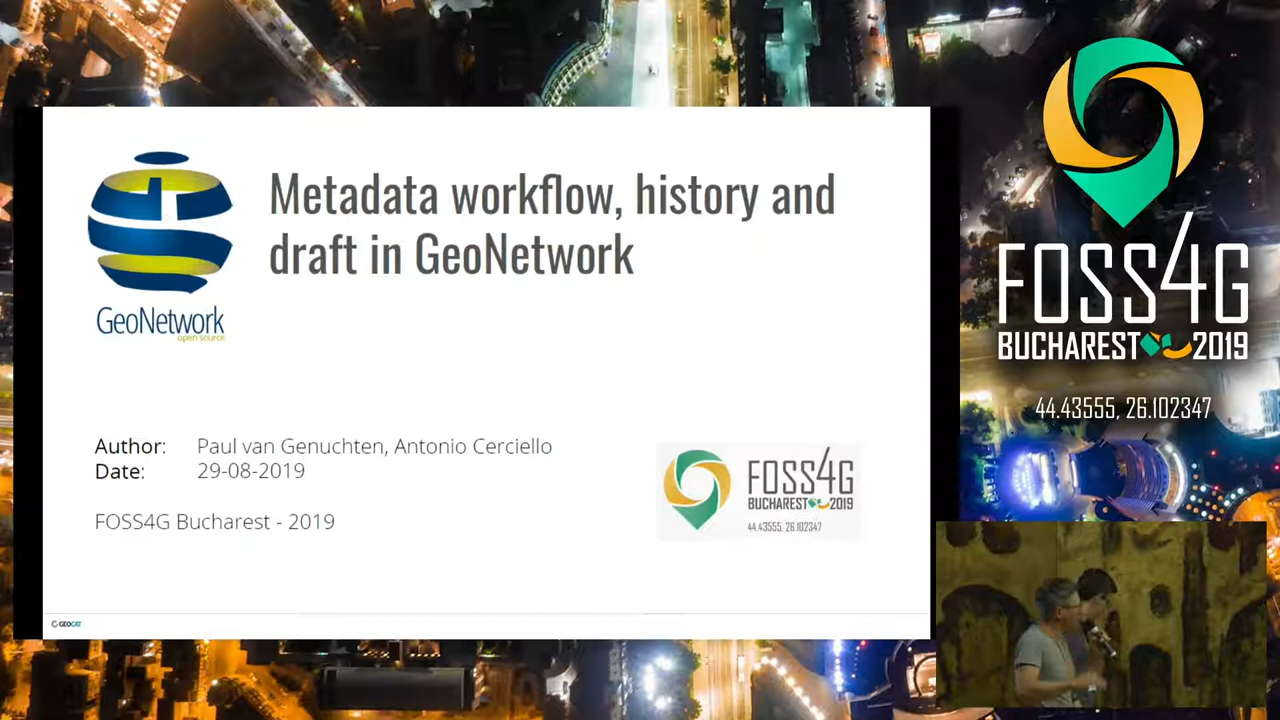 Metadata workflow, history and
draft in GeoNetwork
GeoNetwork
open source
Author: Paul van Genuchten, Antonio Cerciello
Date: 29-08-2019
FOSS4G Bucharest - 2019
FOSS4G
BUCHAREST 2019
44.43555, 26.102347
GEOCAT
FOSS4G
BUCHAREST 2019
44.43555, 26.102347